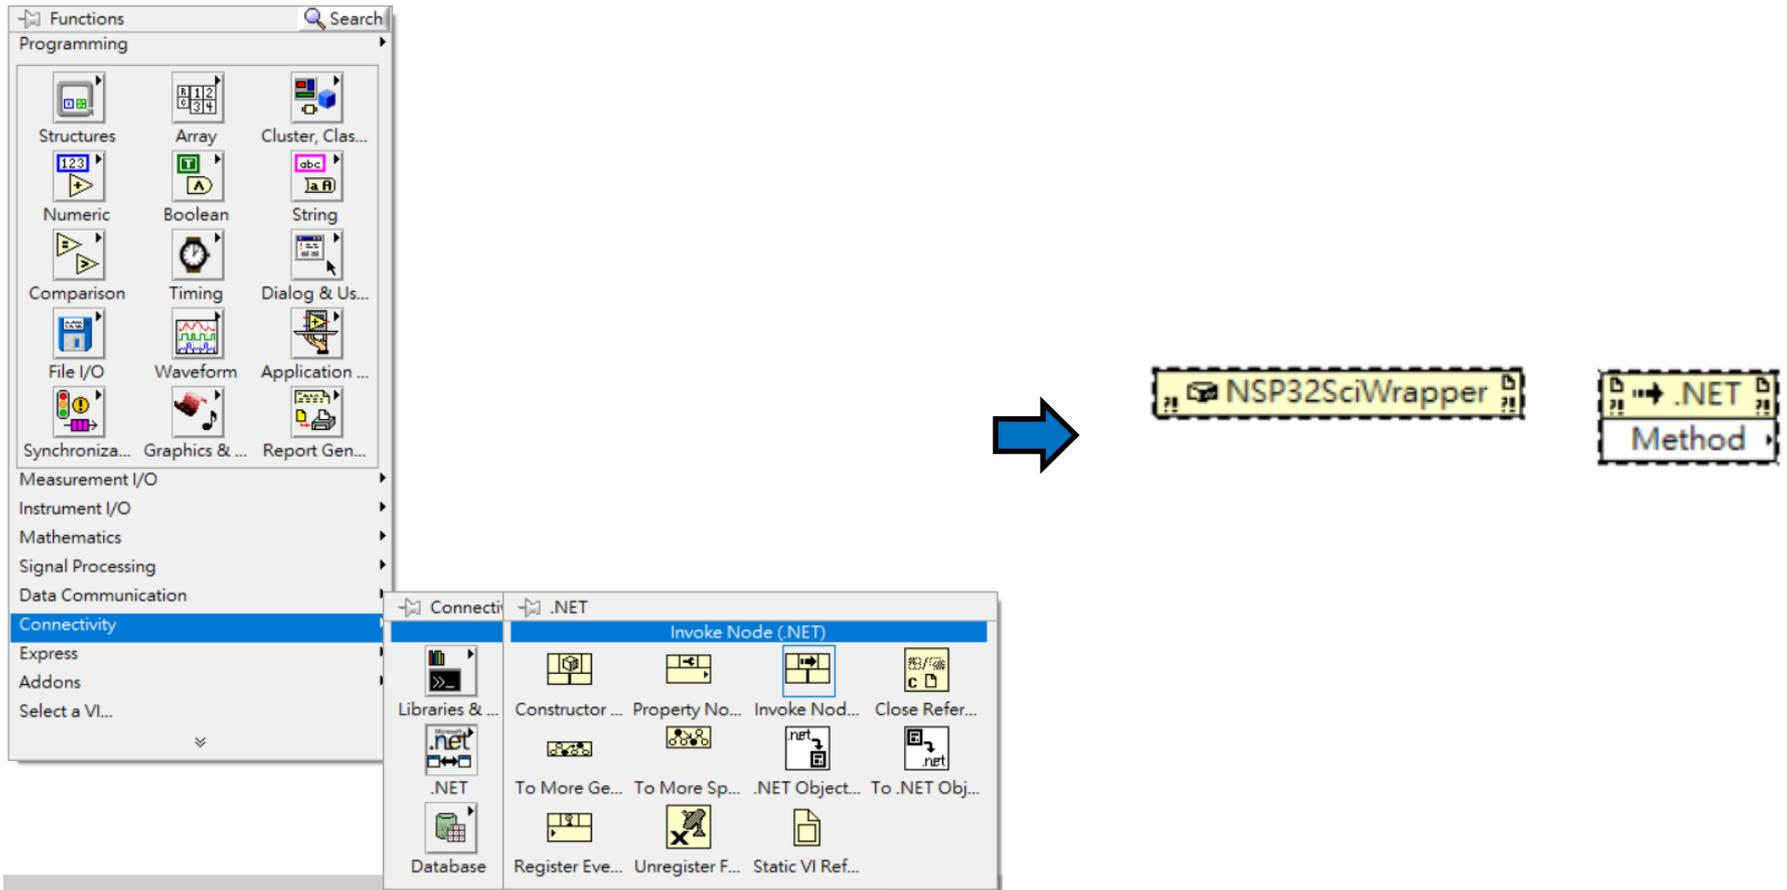 Functions
Search
Programming
Structures
Array
Cluster, Clas...
Numeric
Boolean
String
Comparison
Timing
Dialog & Us...
File I/O
Waveform
Application ...
Synchroniza...
Graphics & ...
Report Gen...
Measurement I/O
Instrument I/O
Mathematics
Signal Processing
Data Communication
Connectivity
Express
Addons
Select a VI...
Connectiv
Libraries & ...
.NET
Database
.NET
Invoke Node (.NET)
Constructor ...
Property No...
Invoke Nod...
Close Refer...
To More Ge...
To More Sp...
.NET Object...
To .NET Obj...
Register Eve...
Unregister F...
Static VI Ref...
NSP32SciWrapper
.NET
Method